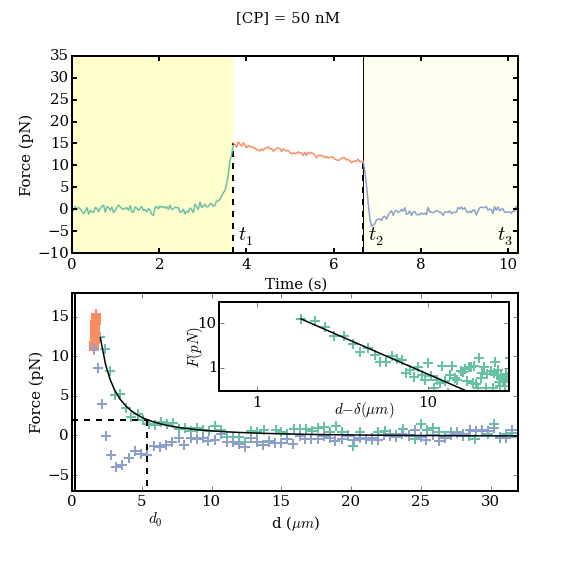 [CP] = 50 nM
35
30
25
20
15
10
5
0
−5
−10
Force (pN)
t1
t2
t3
0 2 4 6 8 10
Time (s)
15
10
5
0
−5
Force (pN)
F(pN)
10
1
1 10
d−δ(μm)
0 5 10 15 20 25 30
d0
d (μm)